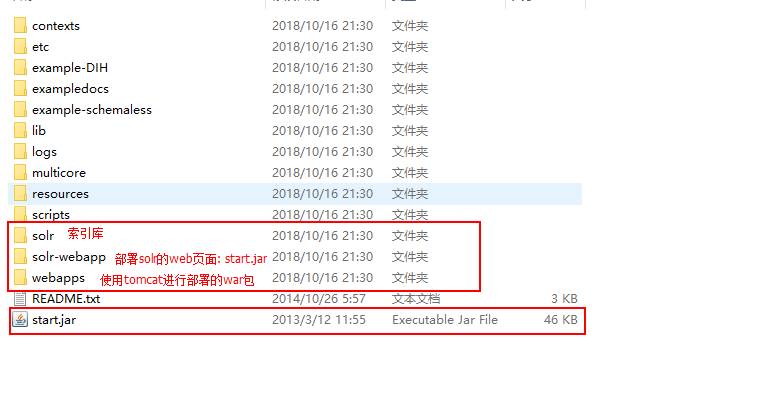 contexts 2018/10/16 21:30 文件夹
etc 2018/10/16 21:30 文件夹
example-DIH 2018/10/16 21:30 文件夹
exampledocs 2018/10/16 21:30 文件夹
example-schemaless 2018/10/16 21:30 文件夹
lib 2018/10/16 21:30 文件夹
logs 2018/10/16 21:30 文件夹
multicore 2018/10/16 21:30 文件夹
resources 2018/10/16 21:30 文件夹
scripts 2018/10/16 21:30 文件夹
solr 索引库 2018/10/16 21:30 文件夹
solr-webapp 部署solr的web页面: start.jar 2018/10/16 21:30 文件夹
webapps 使用tomcat进行部署的war包 2018/10/16 21:30 文件夹
README.txt 2014/10/26 5:57 文本文档 3 KB
start.jar 2013/3/12 11:55 Executable Jar File 46 KB